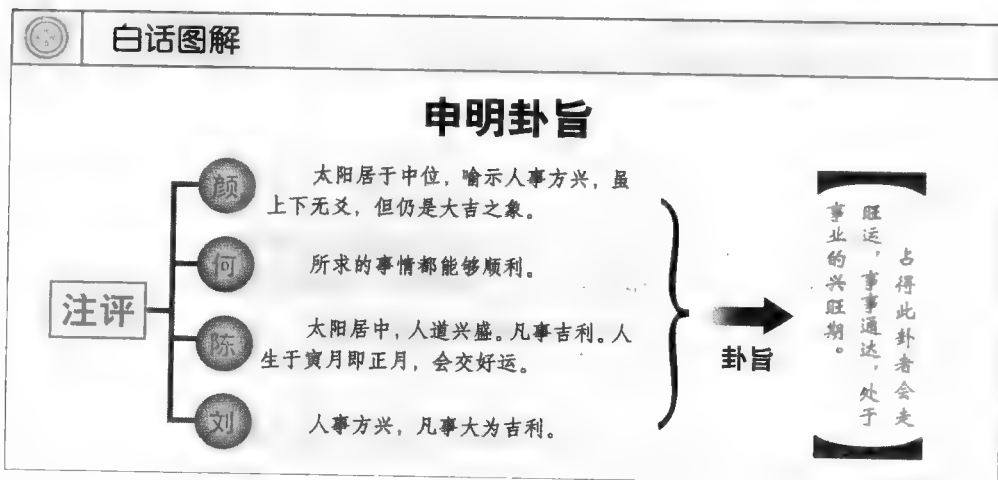 白话图解
申明卦旨
注评
颜
太阳居于中位，喻示人事方兴，虽
上下无爻，但仍是大吉之象。
何
所求的事情都能够顺利。
陈
太阳居中，人道兴盛。凡事吉利。人
生于寅月即正月，会交好运。
刘
人事方兴，凡事大为吉利。
卦旨
占得此卦者会走
旺运，事事通达，处于
事业的兴旺期。